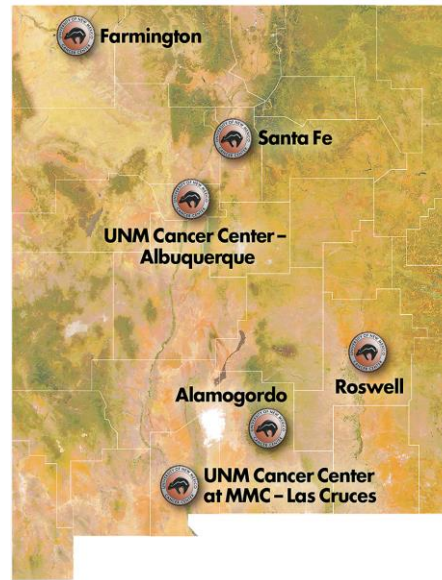 Farmington
Santa Fe
UNM Cancer Center –
Albuquerque
Roswell
Alamogordo
UNM Cancer Center
at MMC – Las Cruces